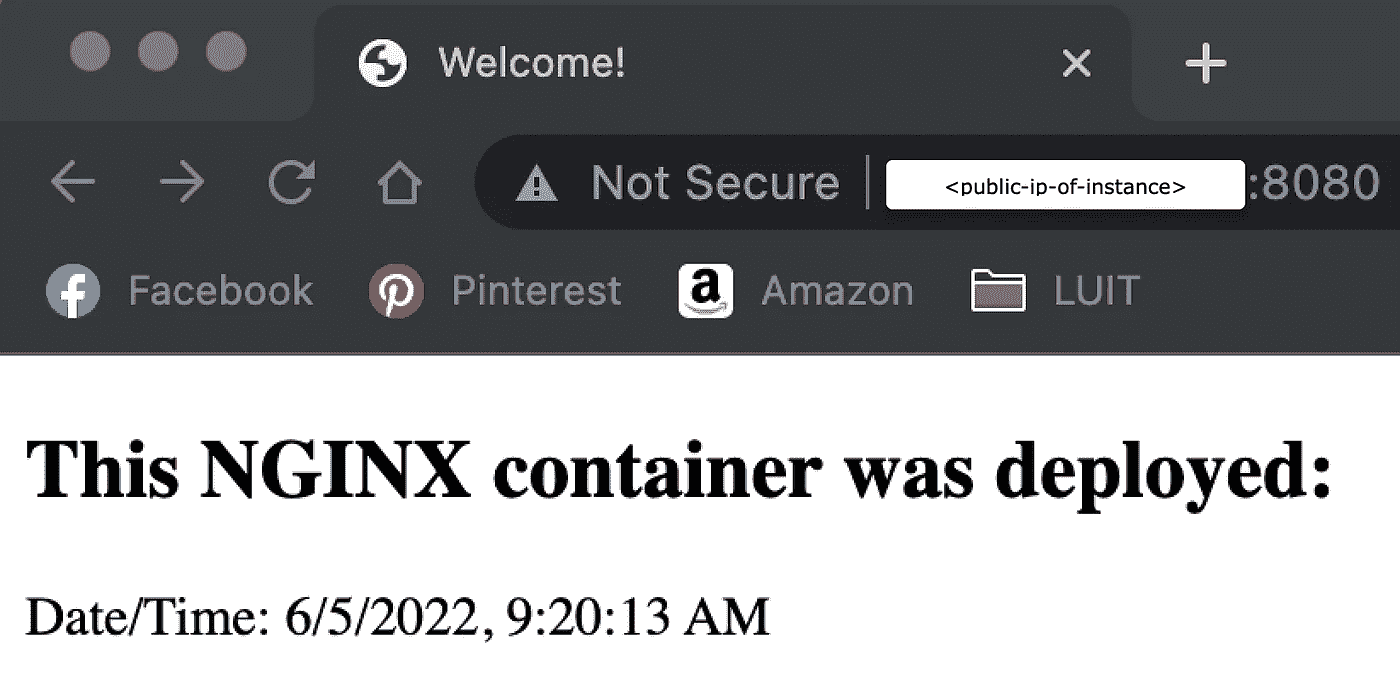 Welcome!
Not Secure <public-ip-of-instance> :8080
Facebook Pinterest Amazon LUIT
This NGINX container was deployed:
Date/Time: 6/5/2022, 9:20:13 AM